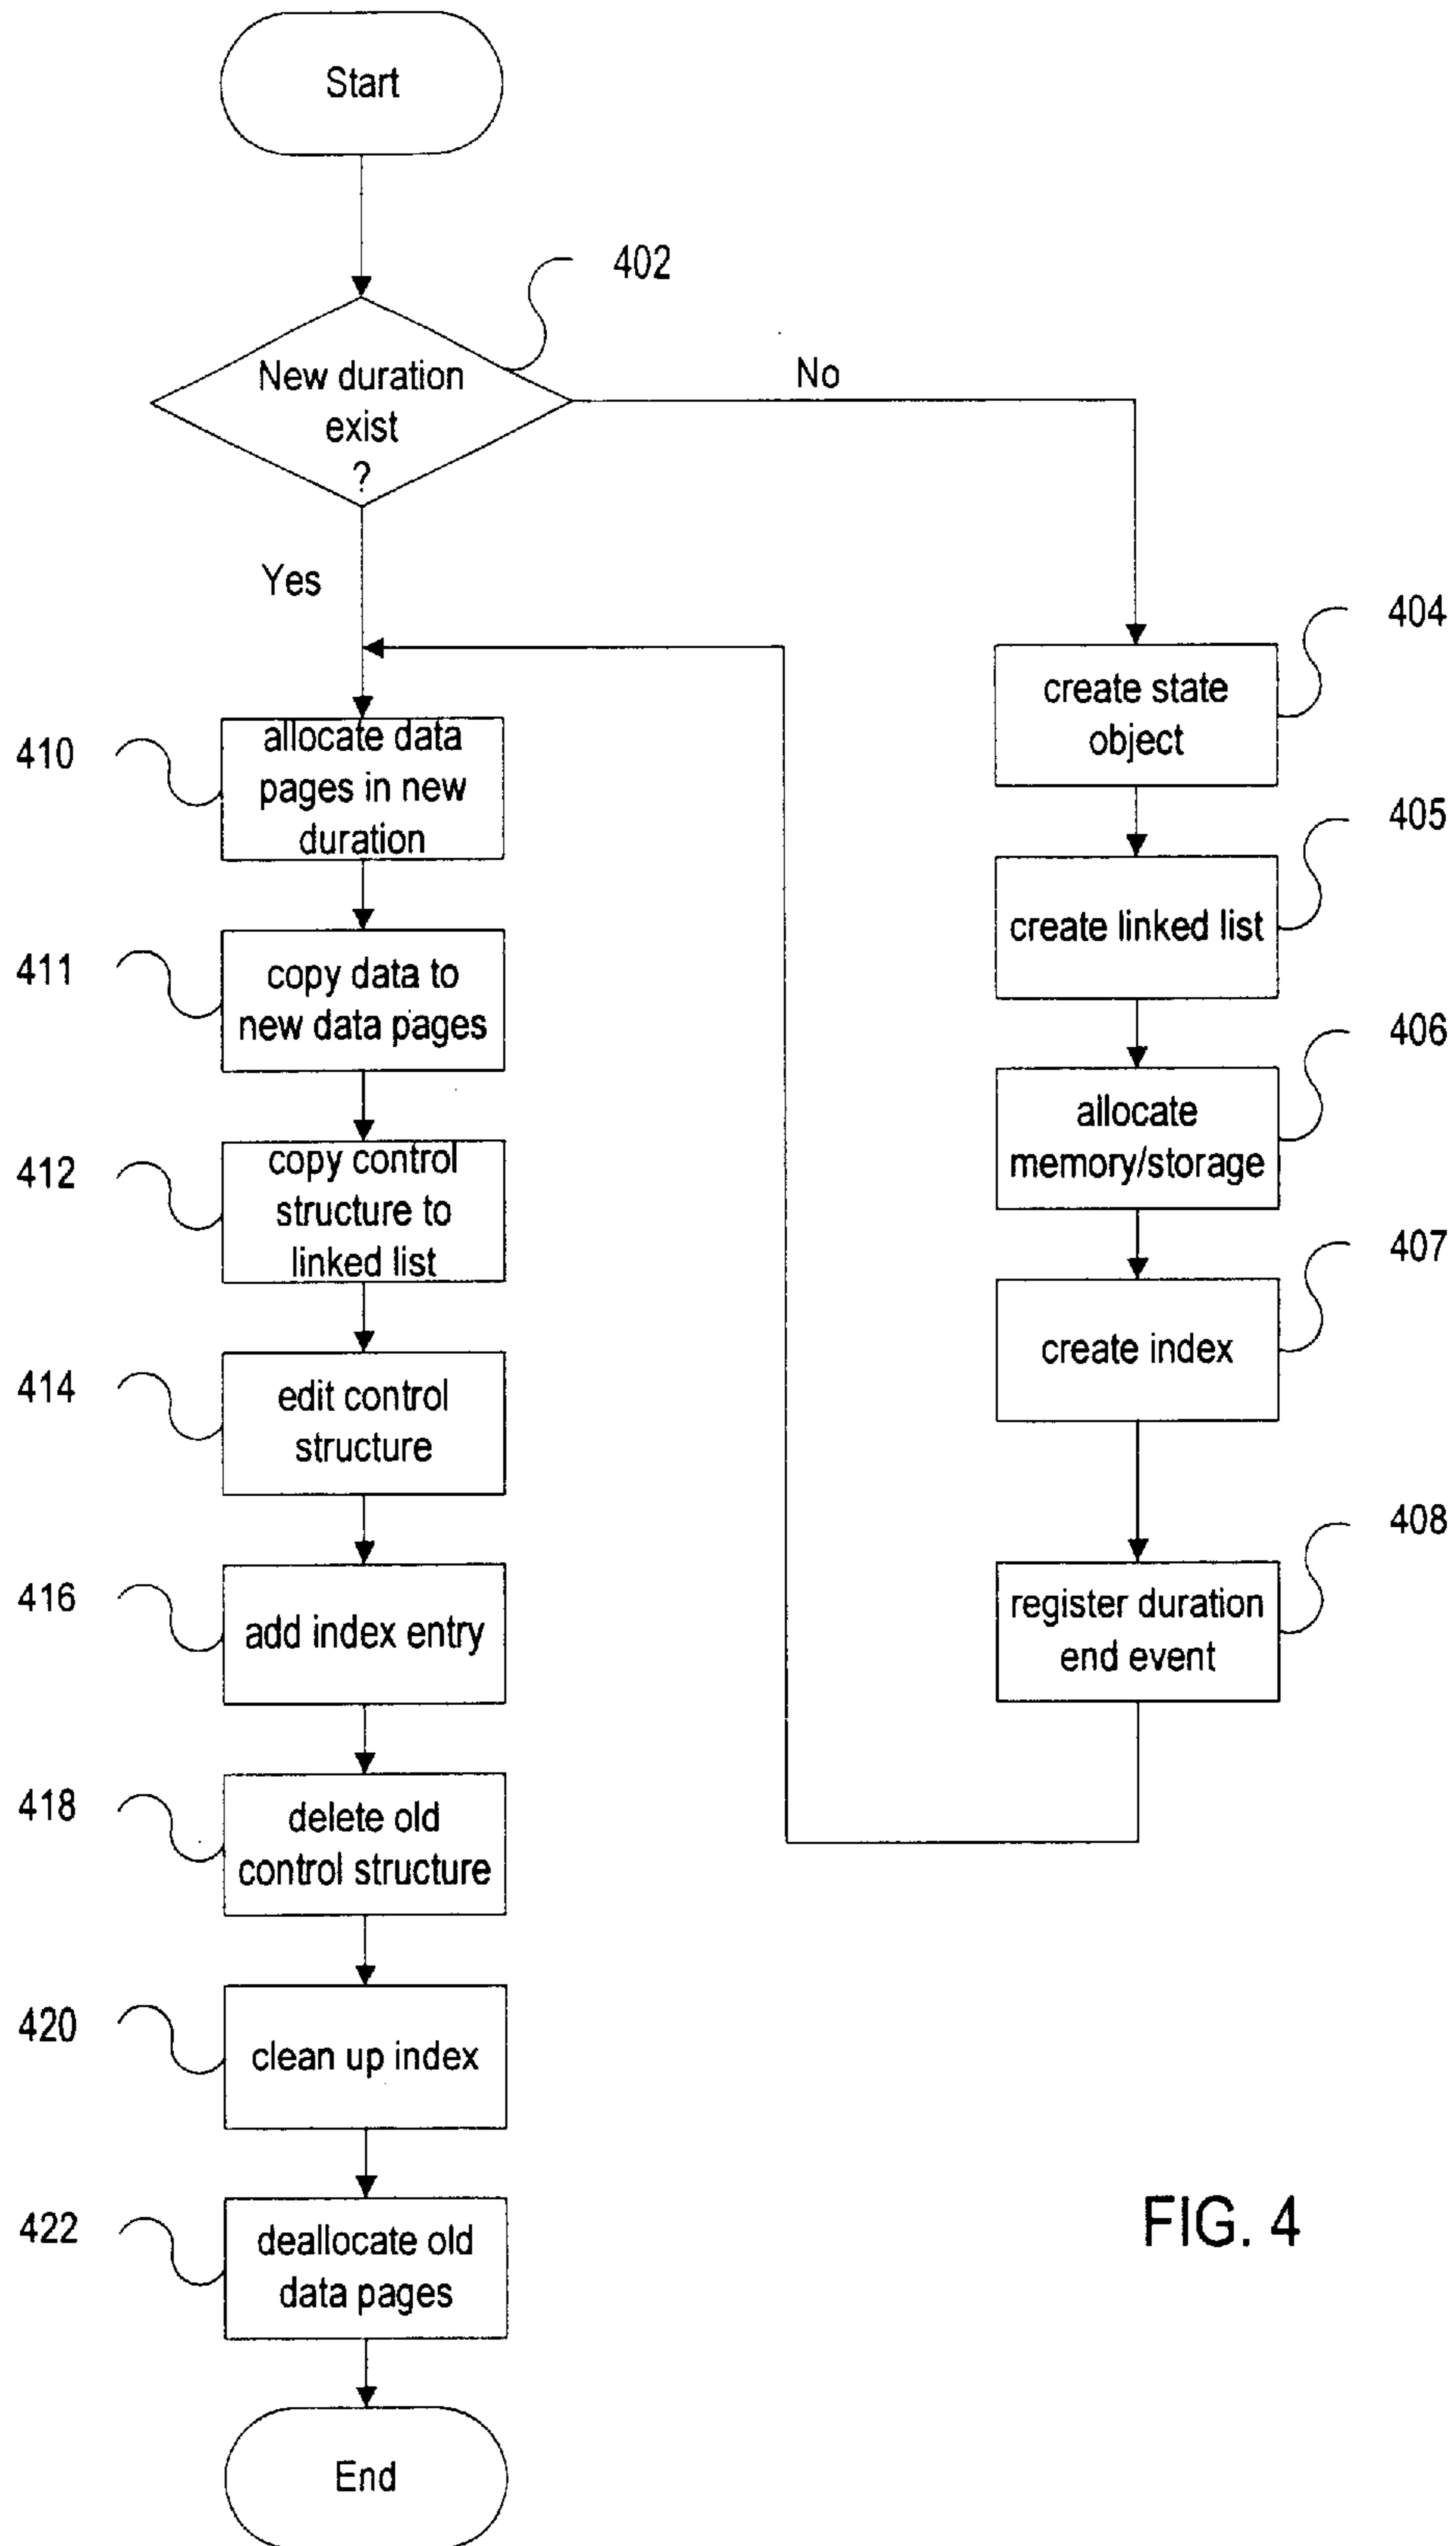 Start
402
New duration
exist
?
No
Yes
404
create state
object
405
create linked list
406
allocate
memory/storage
407
create index
408
register duration
end event
410
allocate data
pages in new
duration
411
copy data to
new data pages
412
copy control
structure to
linked list
414
edit control
structure
416
add index entry
418
delete old
control structure
420
clean up index
422
deallocate old
data pages
End
FIG. 4